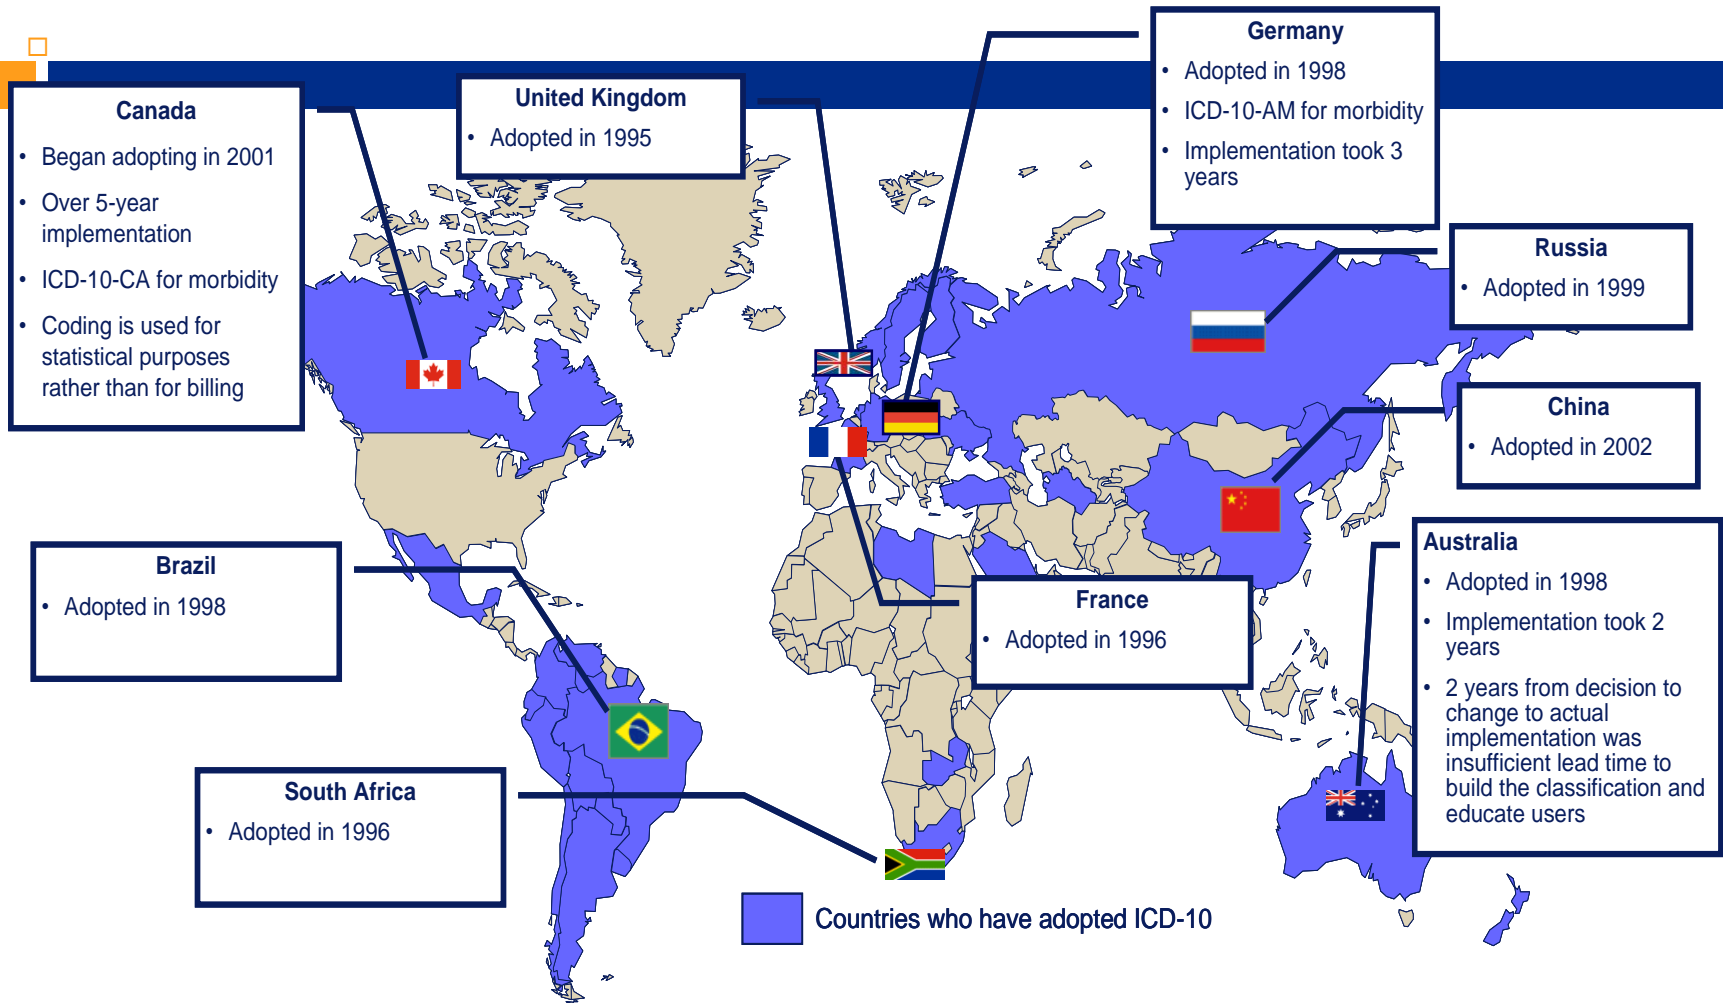 Canada
• Began adopting in 2001
• Over 5-year
implementation
• ICD-10-CA for morbidity
• Coding is used for
statistical purposes
rather than for billing
United Kingdom
• Adopted in 1995
Germany
• Adopted in 1998
• ICD-10-AM for morbidity
• Implementation took 3
years
Russia
• Adopted in 1999
China
• Adopted in 2002
Brazil
• Adopted in 1998
France
• Adopted in 1996
Australia
• Adopted in 1998
• Implementation took 2
years
• 2 years from decision to
change to actual
implementation was
insufficient lead time to
build the classification and
educate users
South Africa
• Adopted in 1996
Countries who have adopted ICD-10